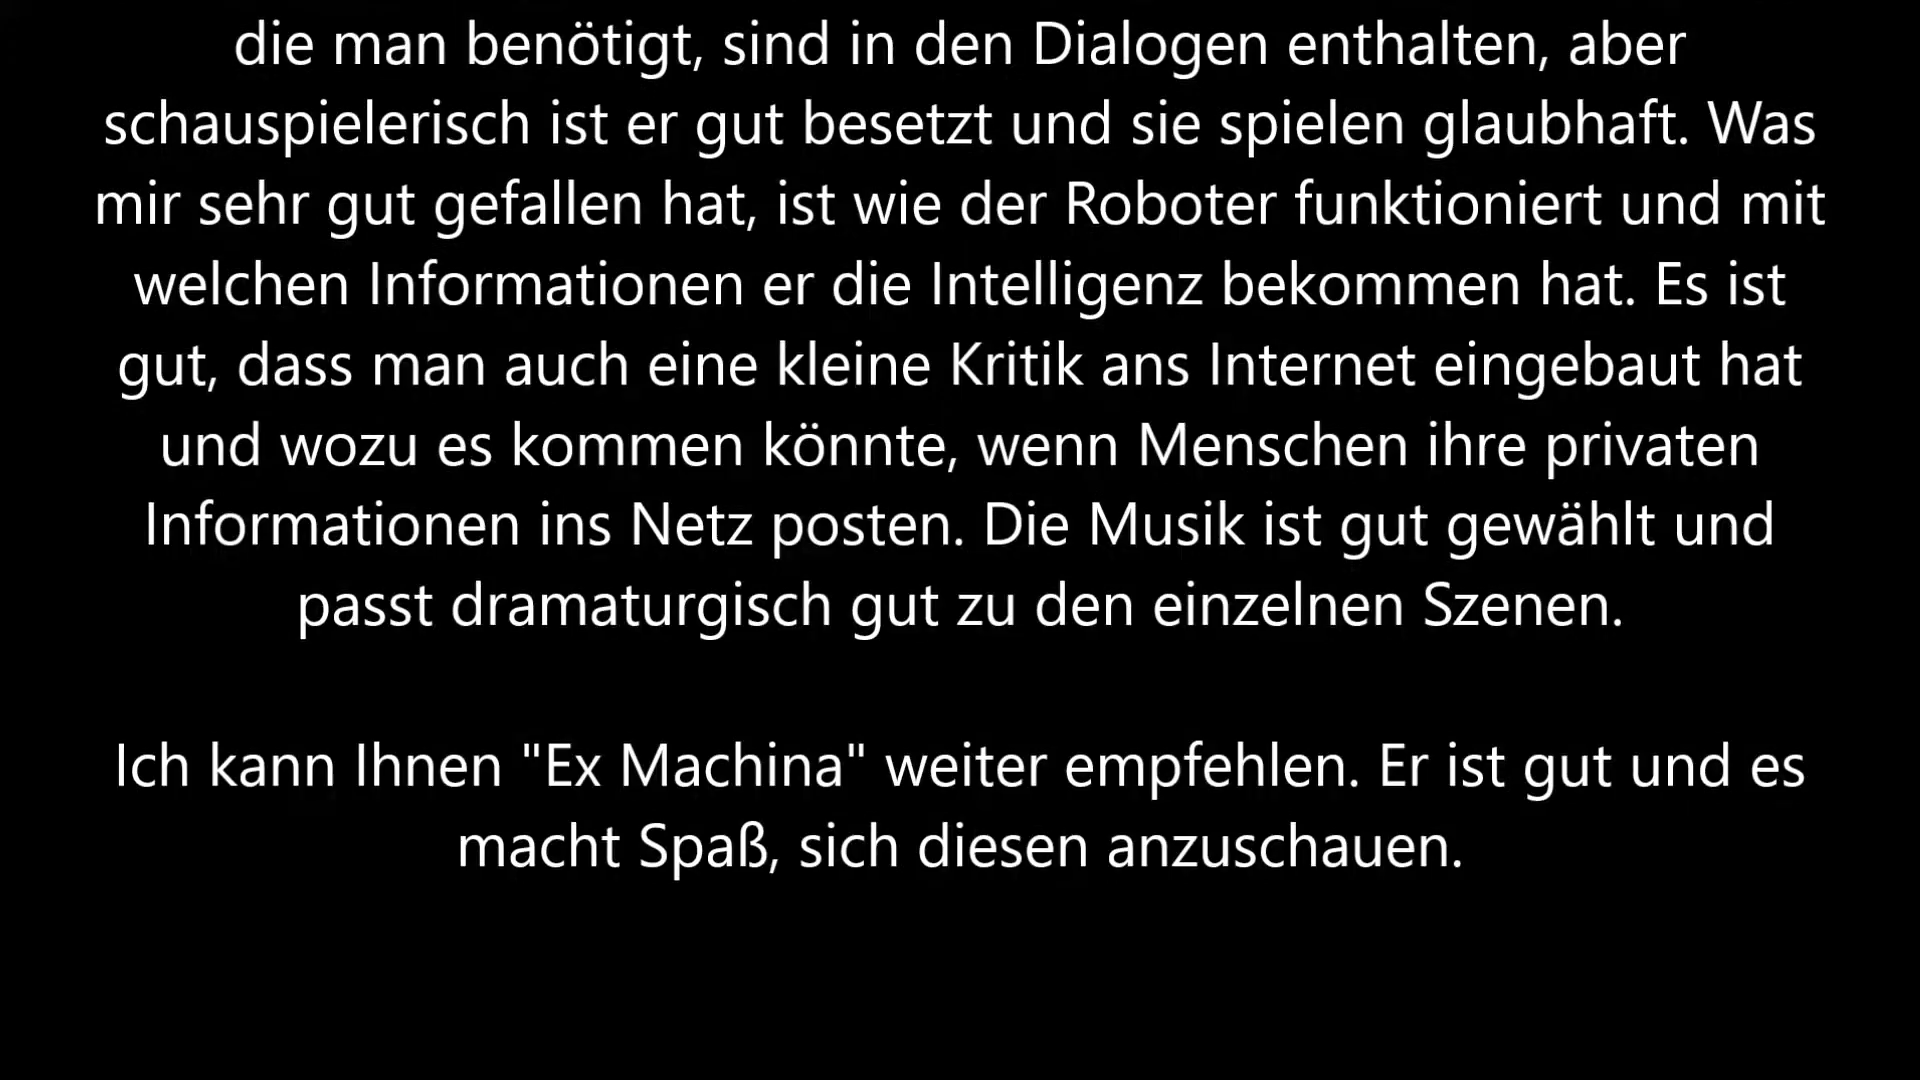 die man benötigt, sind in den Dialogen enthalten, aber
schauspielerisch ist er gut besetzt und sie spielen glaubhaft. Was
mir sehr gut gefallen hat, ist wie der Roboter funktioniert und mit
welchen Informationen er die Intelligenz bekommen hat. Es ist
gut, dass man auch eine kleine Kritik ans Internet eingebaut hat
und wozu es kommen könnte, wenn Menschen ihre privaten
Informationen ins Netz posten. Die Musik ist gut gewählt und
passt dramaturgisch gut zu den einzelnen Szenen.
Ich kann Ihnen "Ex Machina" weiter empfehlen. Er ist gut und es
macht Spaß, sich diesen anzuschauen.